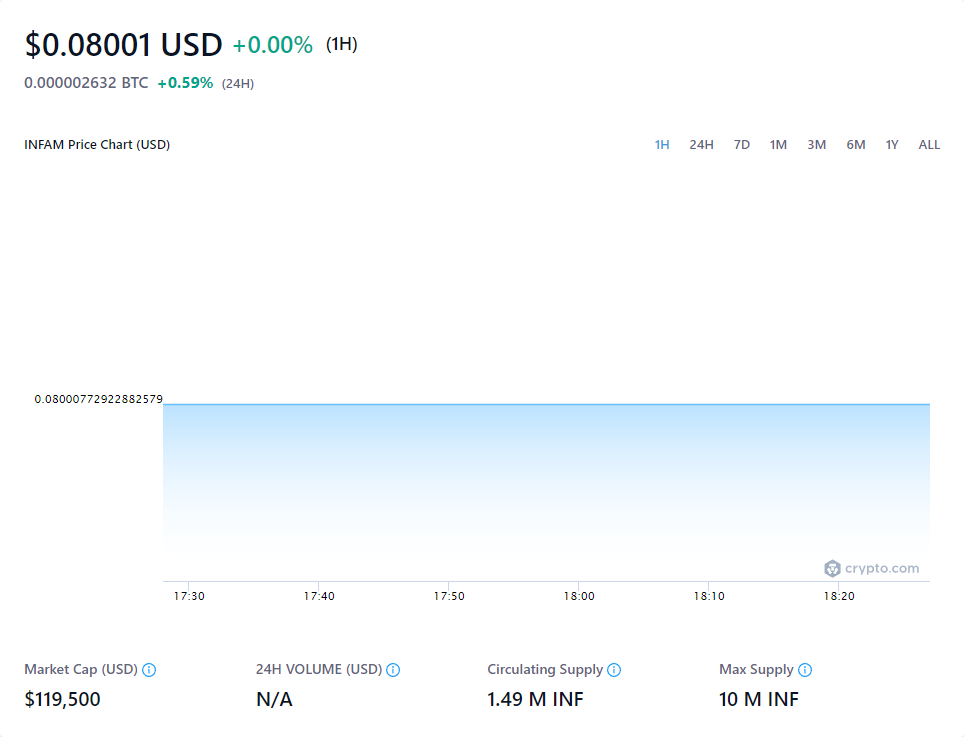 $0.08001 USD +0.00% (1H)
0.000002632 BTC +0.59% (24H)
INFAM Price Chart (USD) 1H 24H 7D 1M 3M 6M 1Y ALL
0.08000772922882579
crypto.com
17:30 17:40 17:50 18:00 18:10 18:20
Market Cap (USD) 24H VOLUME (USD) Circulating Supply Max Supply
$119,500 N/A 1.49 M INF 10 M INF